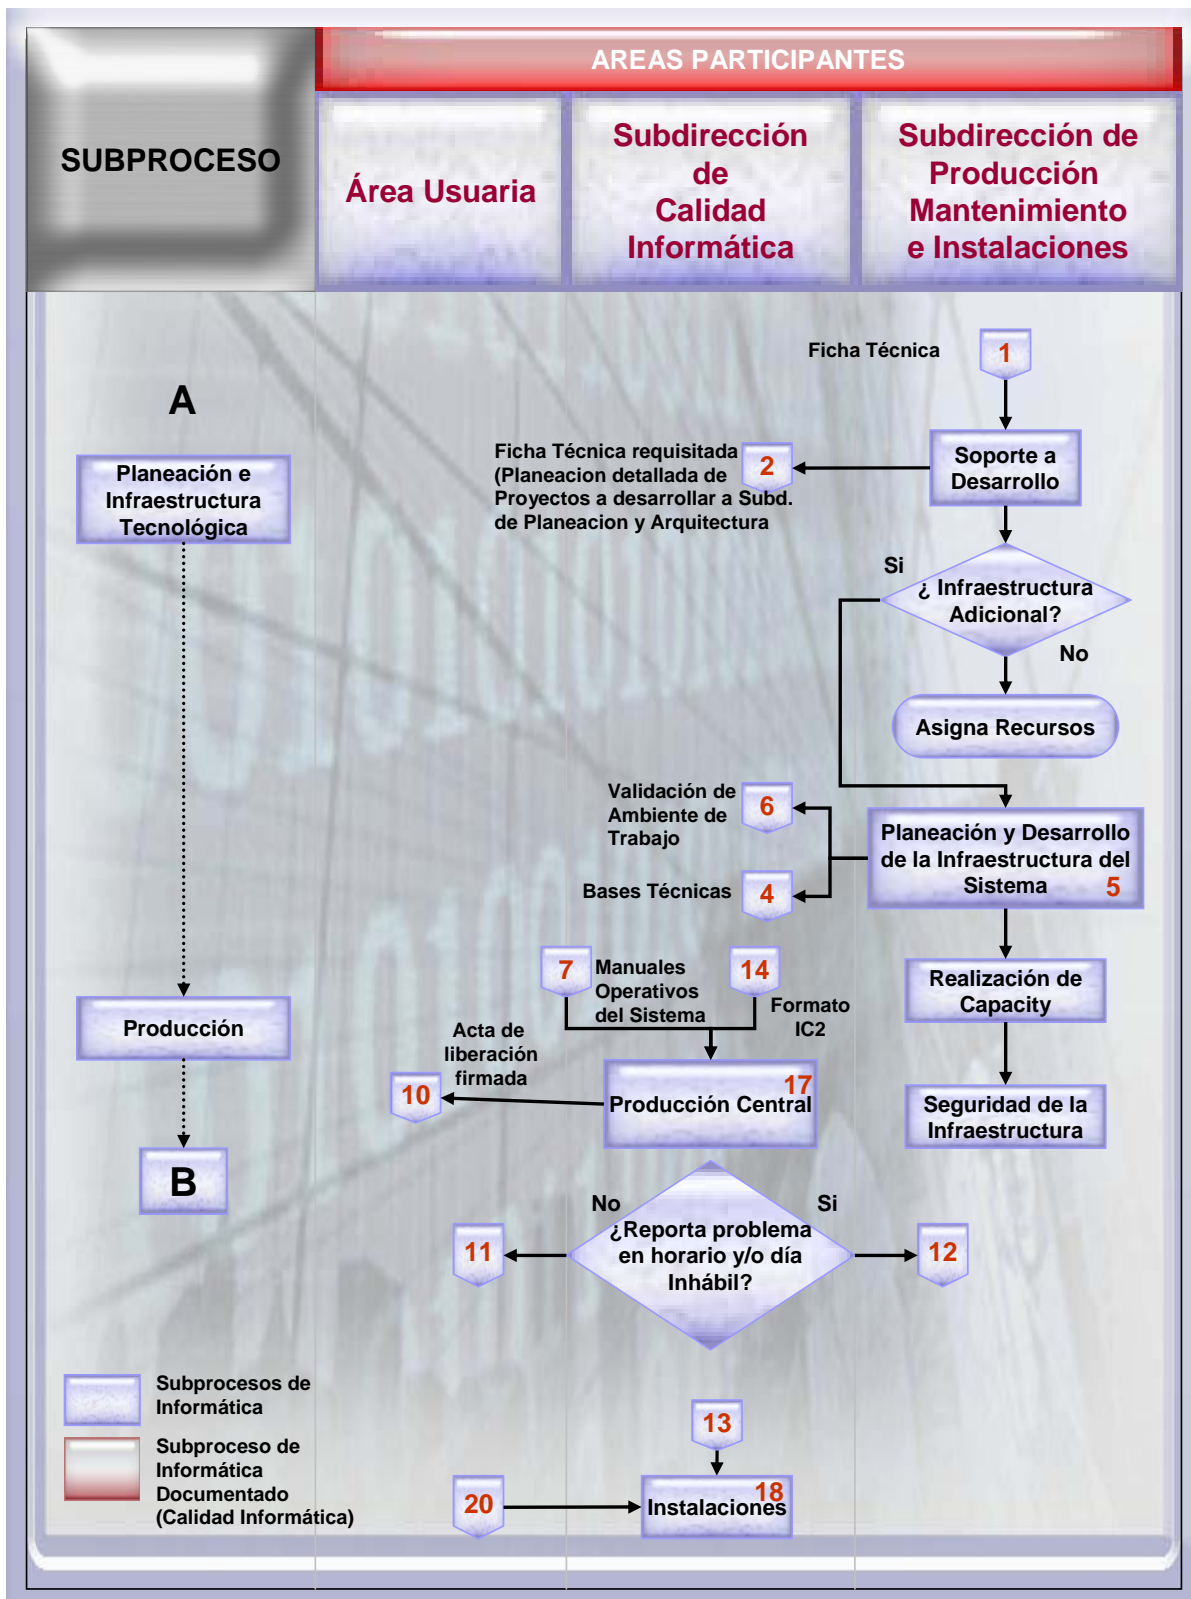 AREAS PARTICIPANTES
SUBPROCESO
Área Usuaria
Subdirección
de
Calidad
Informática
Subdirección de
Producción
Mantenimiento
e Instalaciones
Ficha Técnica
1
A
Planeación e
Infraestructura
Tecnológica
Ficha Técnica requisitada
(Planeacion detallada de
Proyectos a desarrollar a Subd.
de Planeacion y Arquitectura
2
Soporte a
Desarrollo
Si
¿ Infraestructura
Adicional?
No
Asigna Recursos
Validación de
Ambiente de
Trabajo
6
Planeación y Desarrollo
de la Infraestructura del
Sistema
5
Bases Técnicas
4
7
Manuales
Operativos
del Sistema
14
Formato
IC2
Realización de
Capacity
Producción
Acta de
liberación
firmada
10
17
Producción Central
Seguridad de la
Infraestructura
B
No
Si
¿Reporta problema
en horario y/o día
Inhábil?
11
12
Subprocesos de
Informática
13
Subproceso de
Informática
Documentado
(Calidad Informática)
20
18
Instalaciones